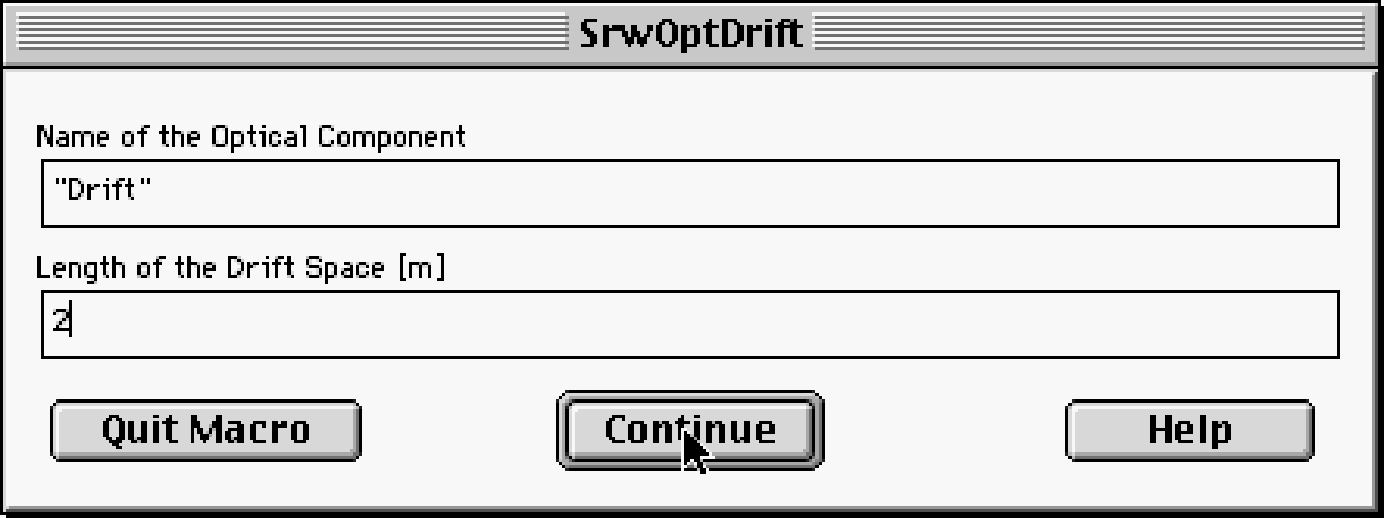 SrwOptDrift
Name of the Optical Component
"Drift"
Length of the Drift Space [m]
2
Quit Macro
Continue
Help